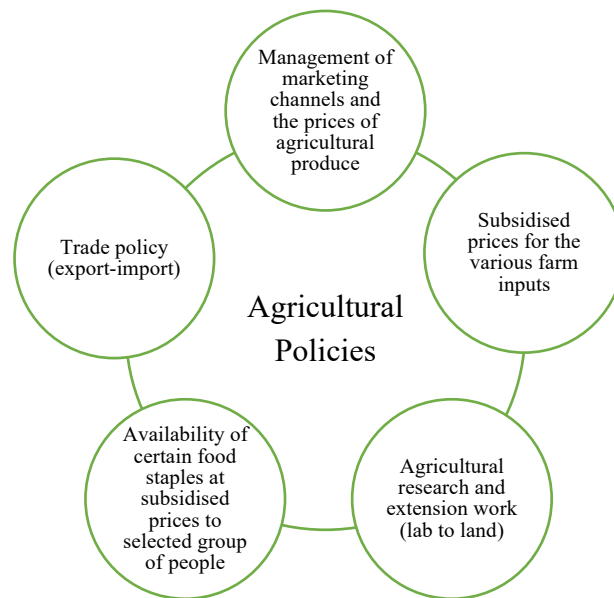 Management of
marketing
channels and
the prices of
agricultural
produce
Subsidised
prices for the
various farm
inputs
Agricultural
research and
extension work
(lab to land)
Availability of
certain food
staples at
subsidised
prices to
selected group
of people
Trade policy
(export-import)
Agricultural
Policies